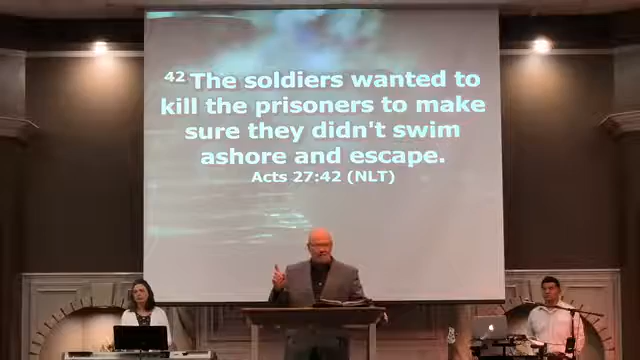 42 The soldiers wanted to
kill the prisoners to make
sure they didn't swim
ashore and escape.
Acts 27:42 (NLT)